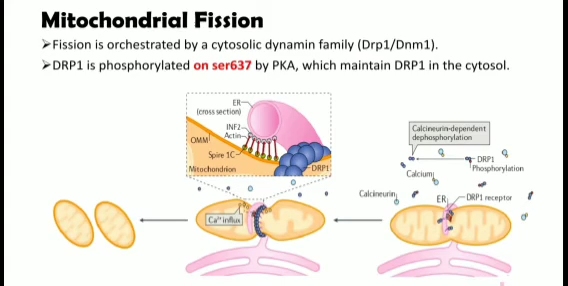 Mitochondrial Fission
➢Fission is orchestrated by a cytosolic dynamin family (Drp1/Dnm1).
➢DRP1 is phosphorylated on ser637 by PKA, which maintain DRP1 in the cytosol.
ER
(cross section)
INF2
Actin
OMM
Spire 1C
Mitochondrion
DRP1
Calcineurin-dependent
dephosphorylation
DRP1
Phosphorylation
Calcium
Calcineurin
ER
DRP1 receptor
Ca²⁺ influx